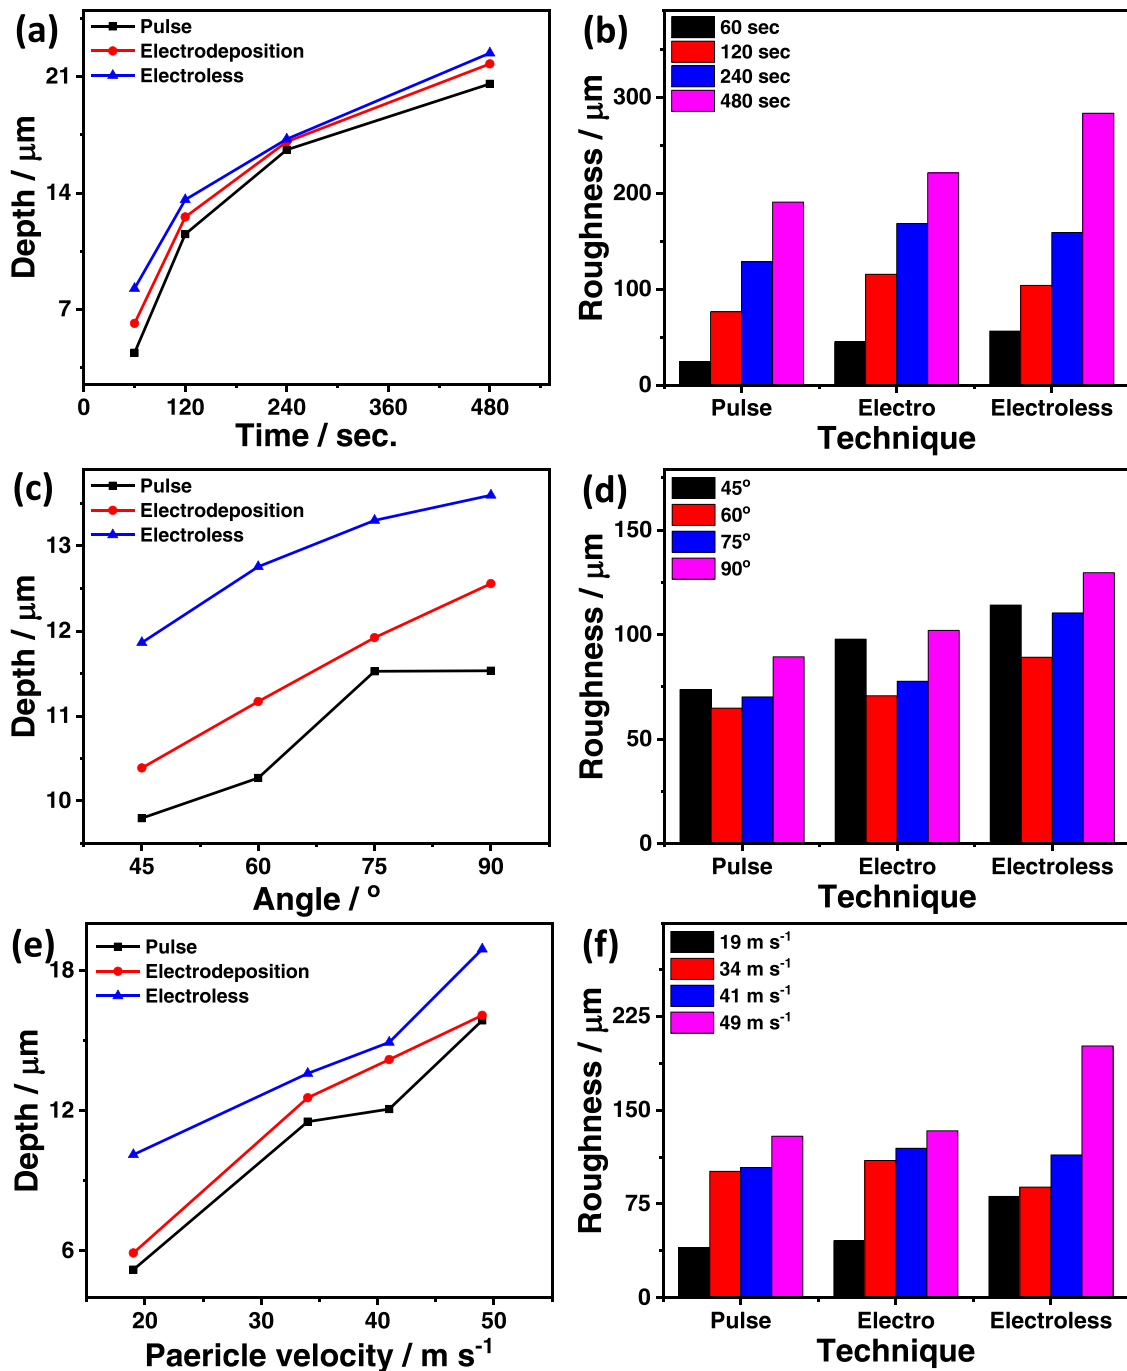 (a)
Pulse
Electrodeposition
Electroless
Depth / μm
21
14
7
0 120 240 360 480
Time / sec.
(b)
60 sec
120 sec
240 sec
480 sec
Roughness / μm
300
200
100
0
Pulse Electro Electroless
Technique
(c)
Pulse
Electrodeposition
Electroless
Depth / μm
13
12
11
10
45 60 75 90
Angle / º
(d)
45º
60º
75º
90º
Roughness / μm
150
100
50
0
Pulse Electro Electroless
Technique
(e)
Pulse
Electrodeposition
Electroless
Depth / μm
18
12
6
20 30 40 50
Paericle velocity / m s⁻¹
(f)
19 m s⁻¹
34 m s⁻¹
41 m s⁻¹
49 m s⁻¹
Roughness / μm
225
150
75
0
Pulse Electro Electroless
Technique